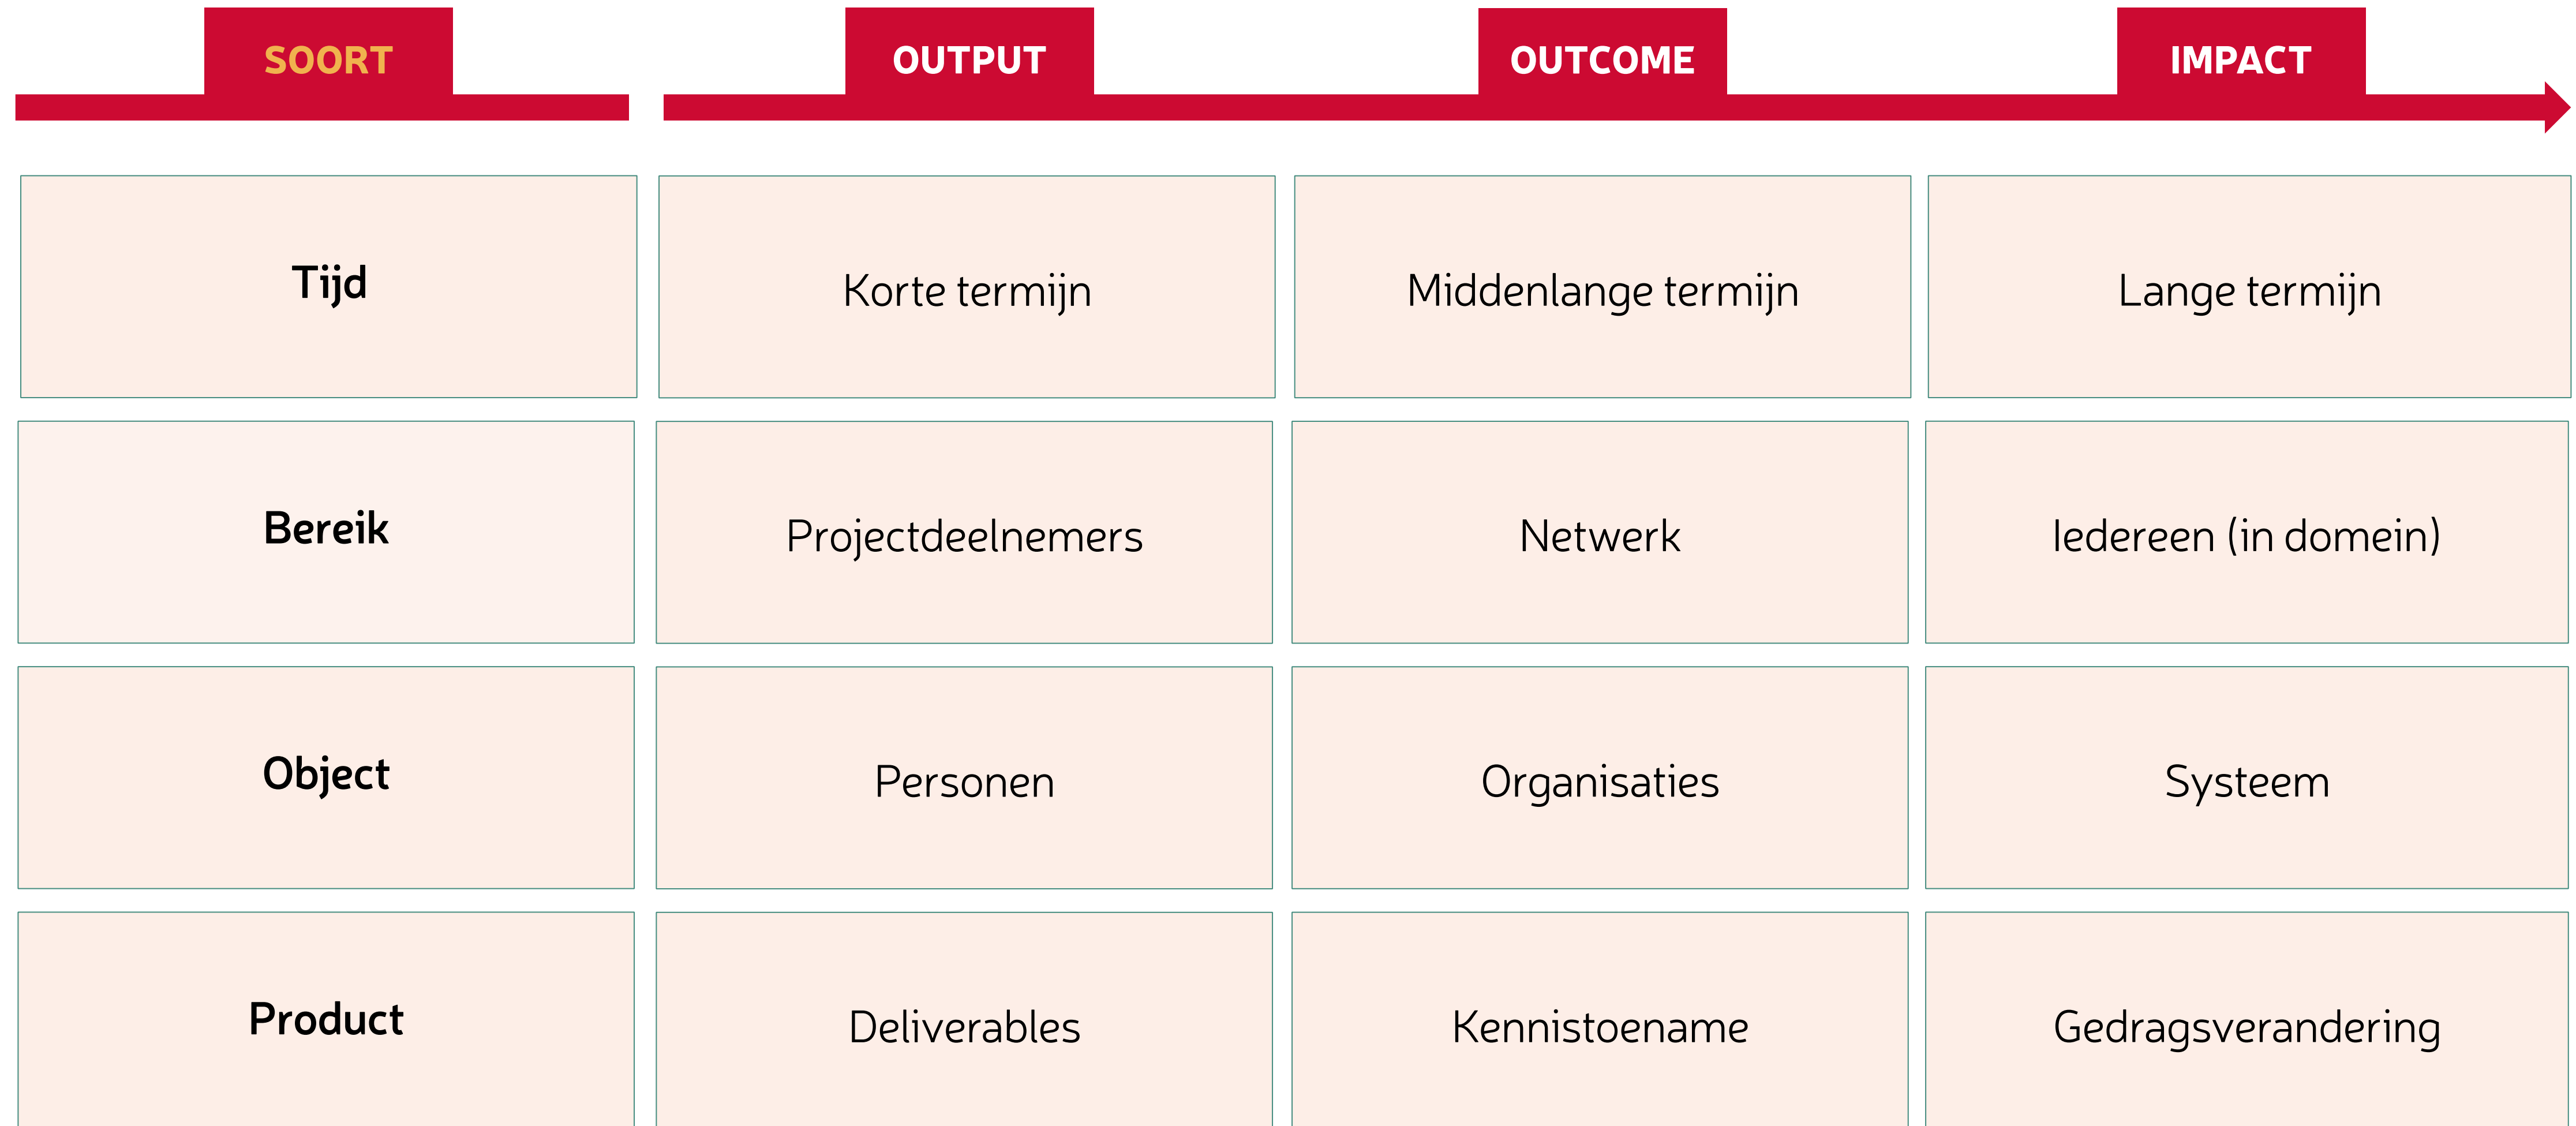 SOORT
OUTPUT
OUTCOME
IMPACT
Tijd
Korte termijn
Middenlange termijn
Lange termijn
Bereik
Projectdeelnemers
Netwerk
Iedereen (in domein)
Object
Personen
Organisaties
Systeem
Product
Deliverables
Kennistoename
Gedragsverandering